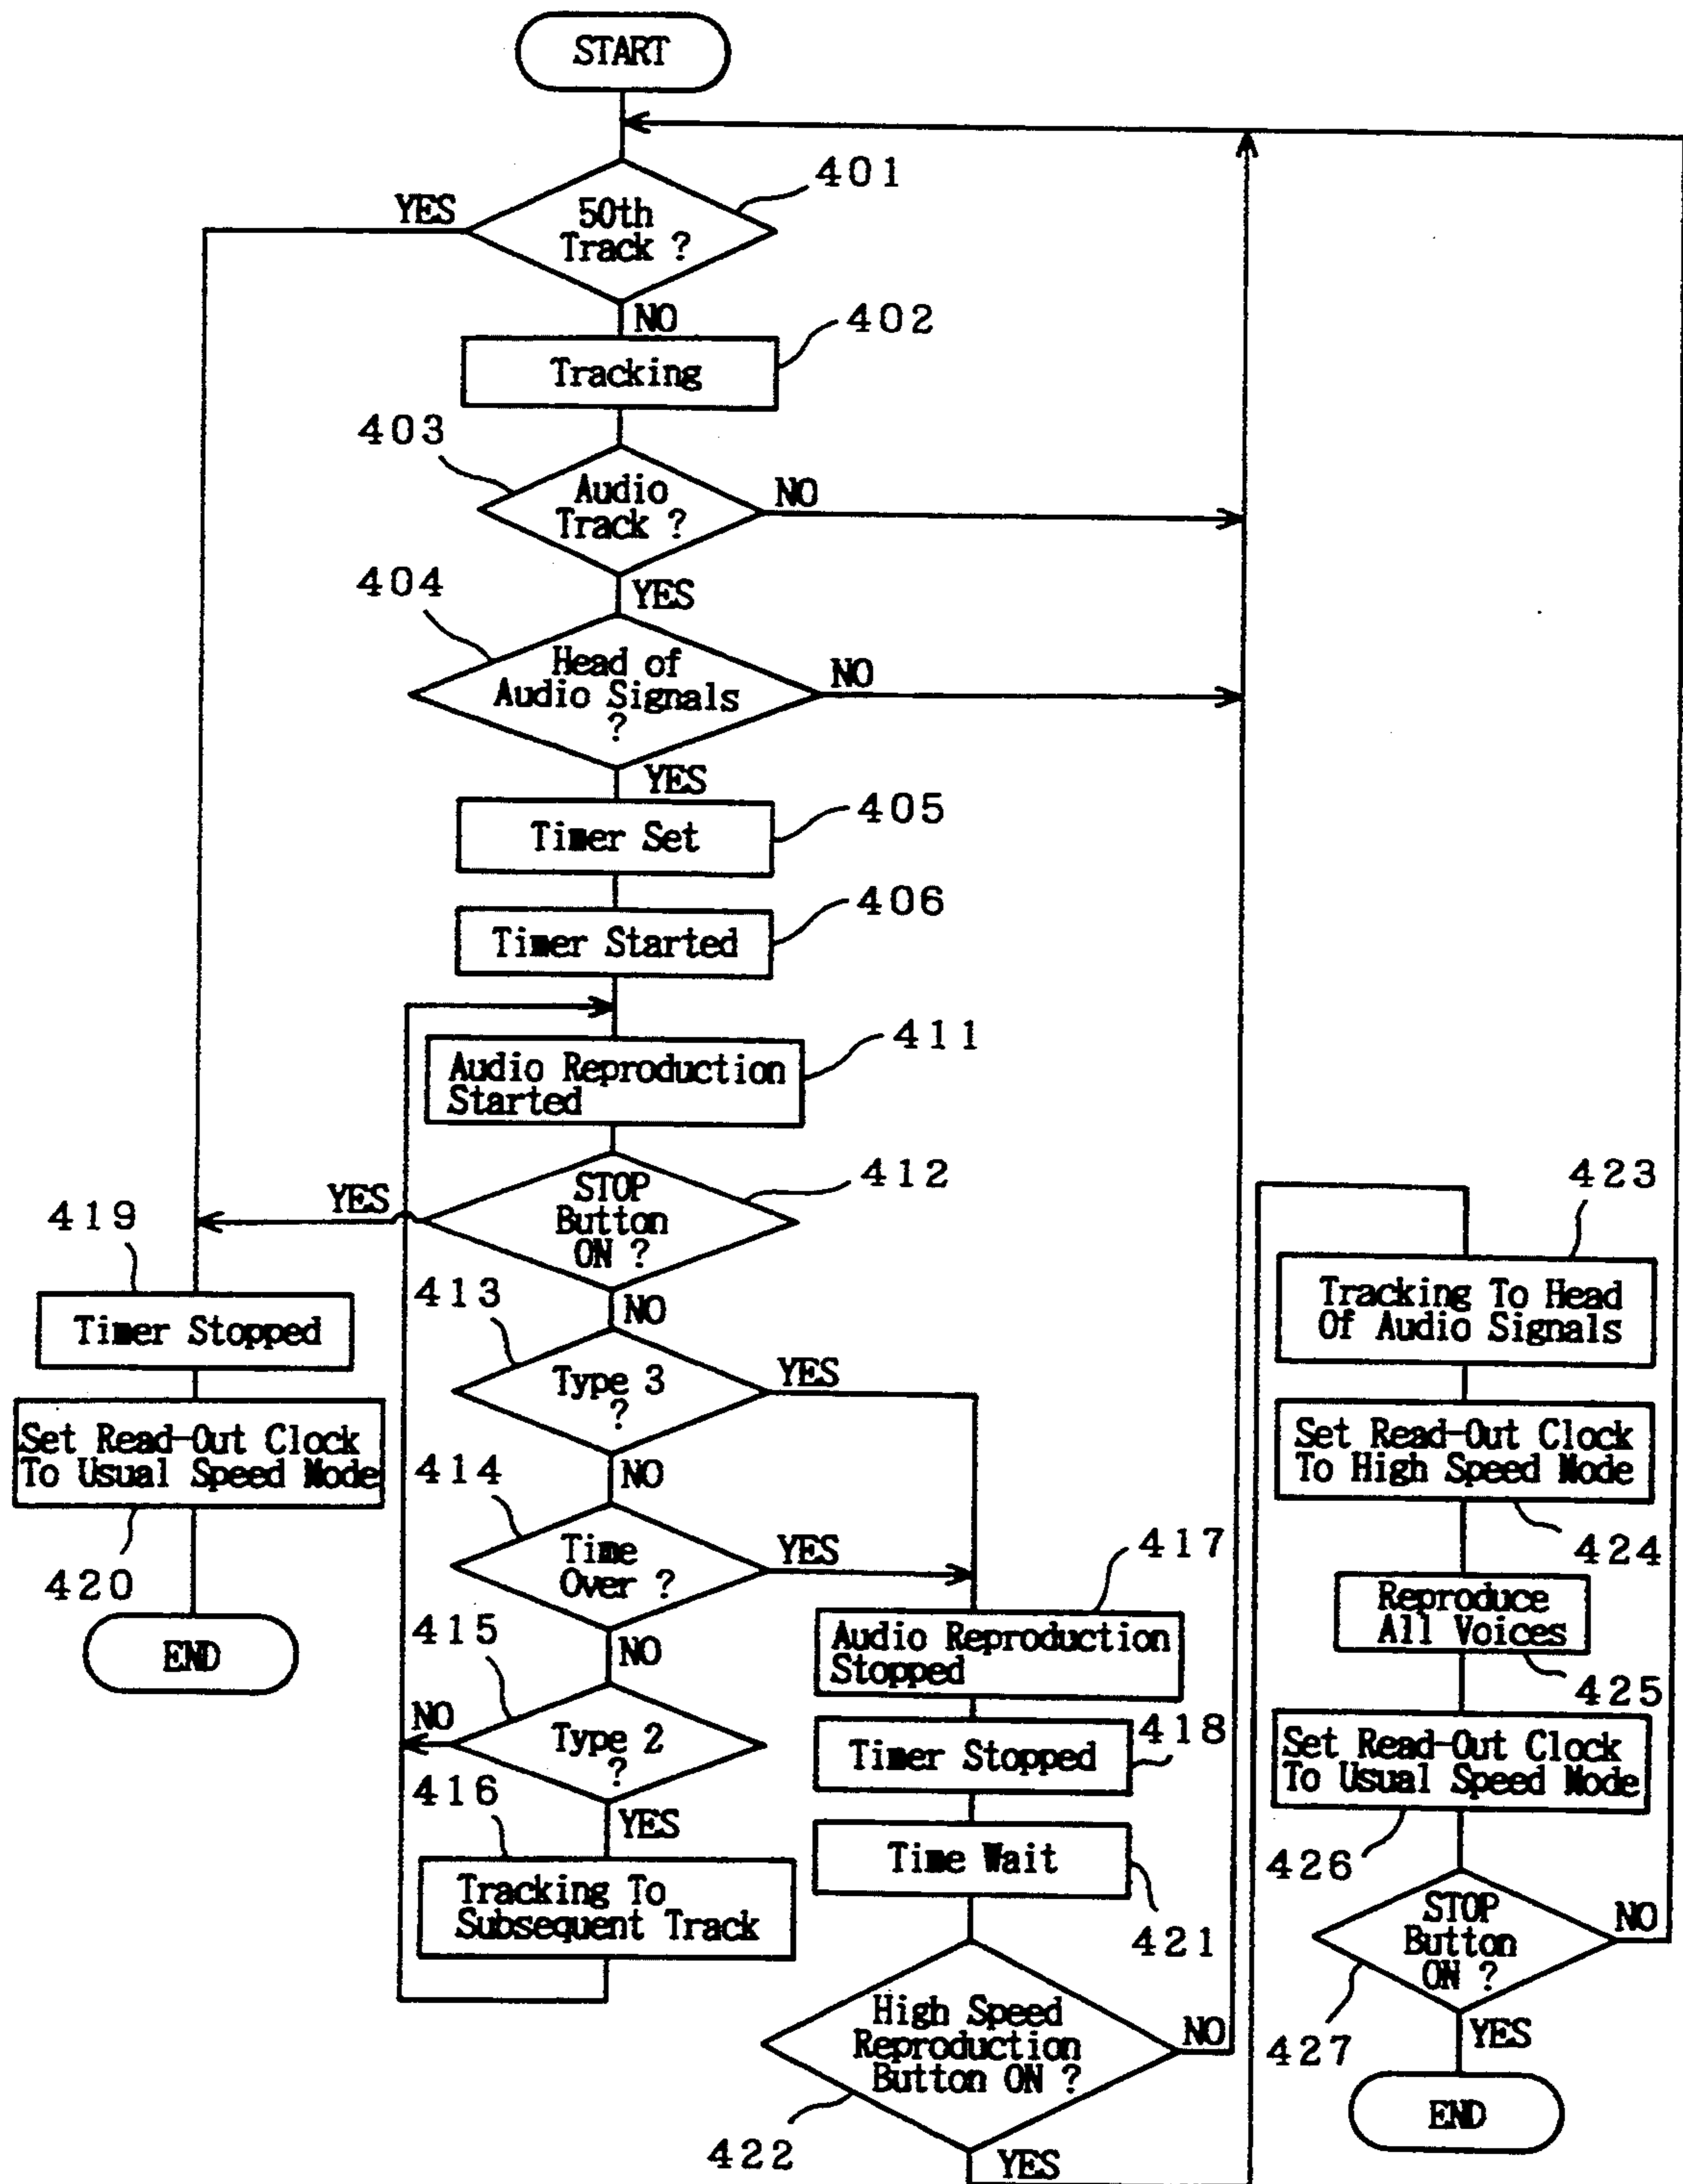 START
401
YES
50th
Track ?
NO
402
Tracking
403
Audio
Track ?
NO
YES
404
Head of
Audio Signals
?
NO
YES
405
Timer Set
406
Timer Started
411
Audio Reproduction
Started
412
STOP
Button
ON ?
YES
NO
419
Timer Stopped
Set Read-Out Clock
To Usual Speed Mode
420
END
413
Type 3
?
YES
NO
414
Time
Over ?
YES
NO
415
Type 2
?
NO
YES
416
Tracking To
Subsequent Track
417
Audio Reproduction
Stopped
418
Timer Stopped
Time Wait
421
High Speed
Reproduction
Button ON ?
NO
422
YES
423
Tracking To Head
Of Audio Signals
Set Read-Out Clock
To High Speed Mode
424
Reproduce
All Voices
425
Set Read-Out Clock
To Usual Speed Mode
426
STOP
Button
ON ?
NO
427
YES
END